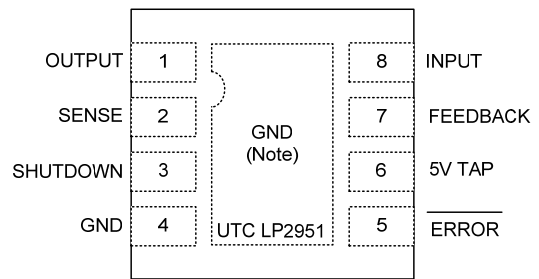 OUTPUT 1
SENSE 2
SHUTDOWN 3
GND 4
GND
(Note)
UTC LP2951
8 INPUT
7 FEEDBACK
6 5V TAP
5 ERROR